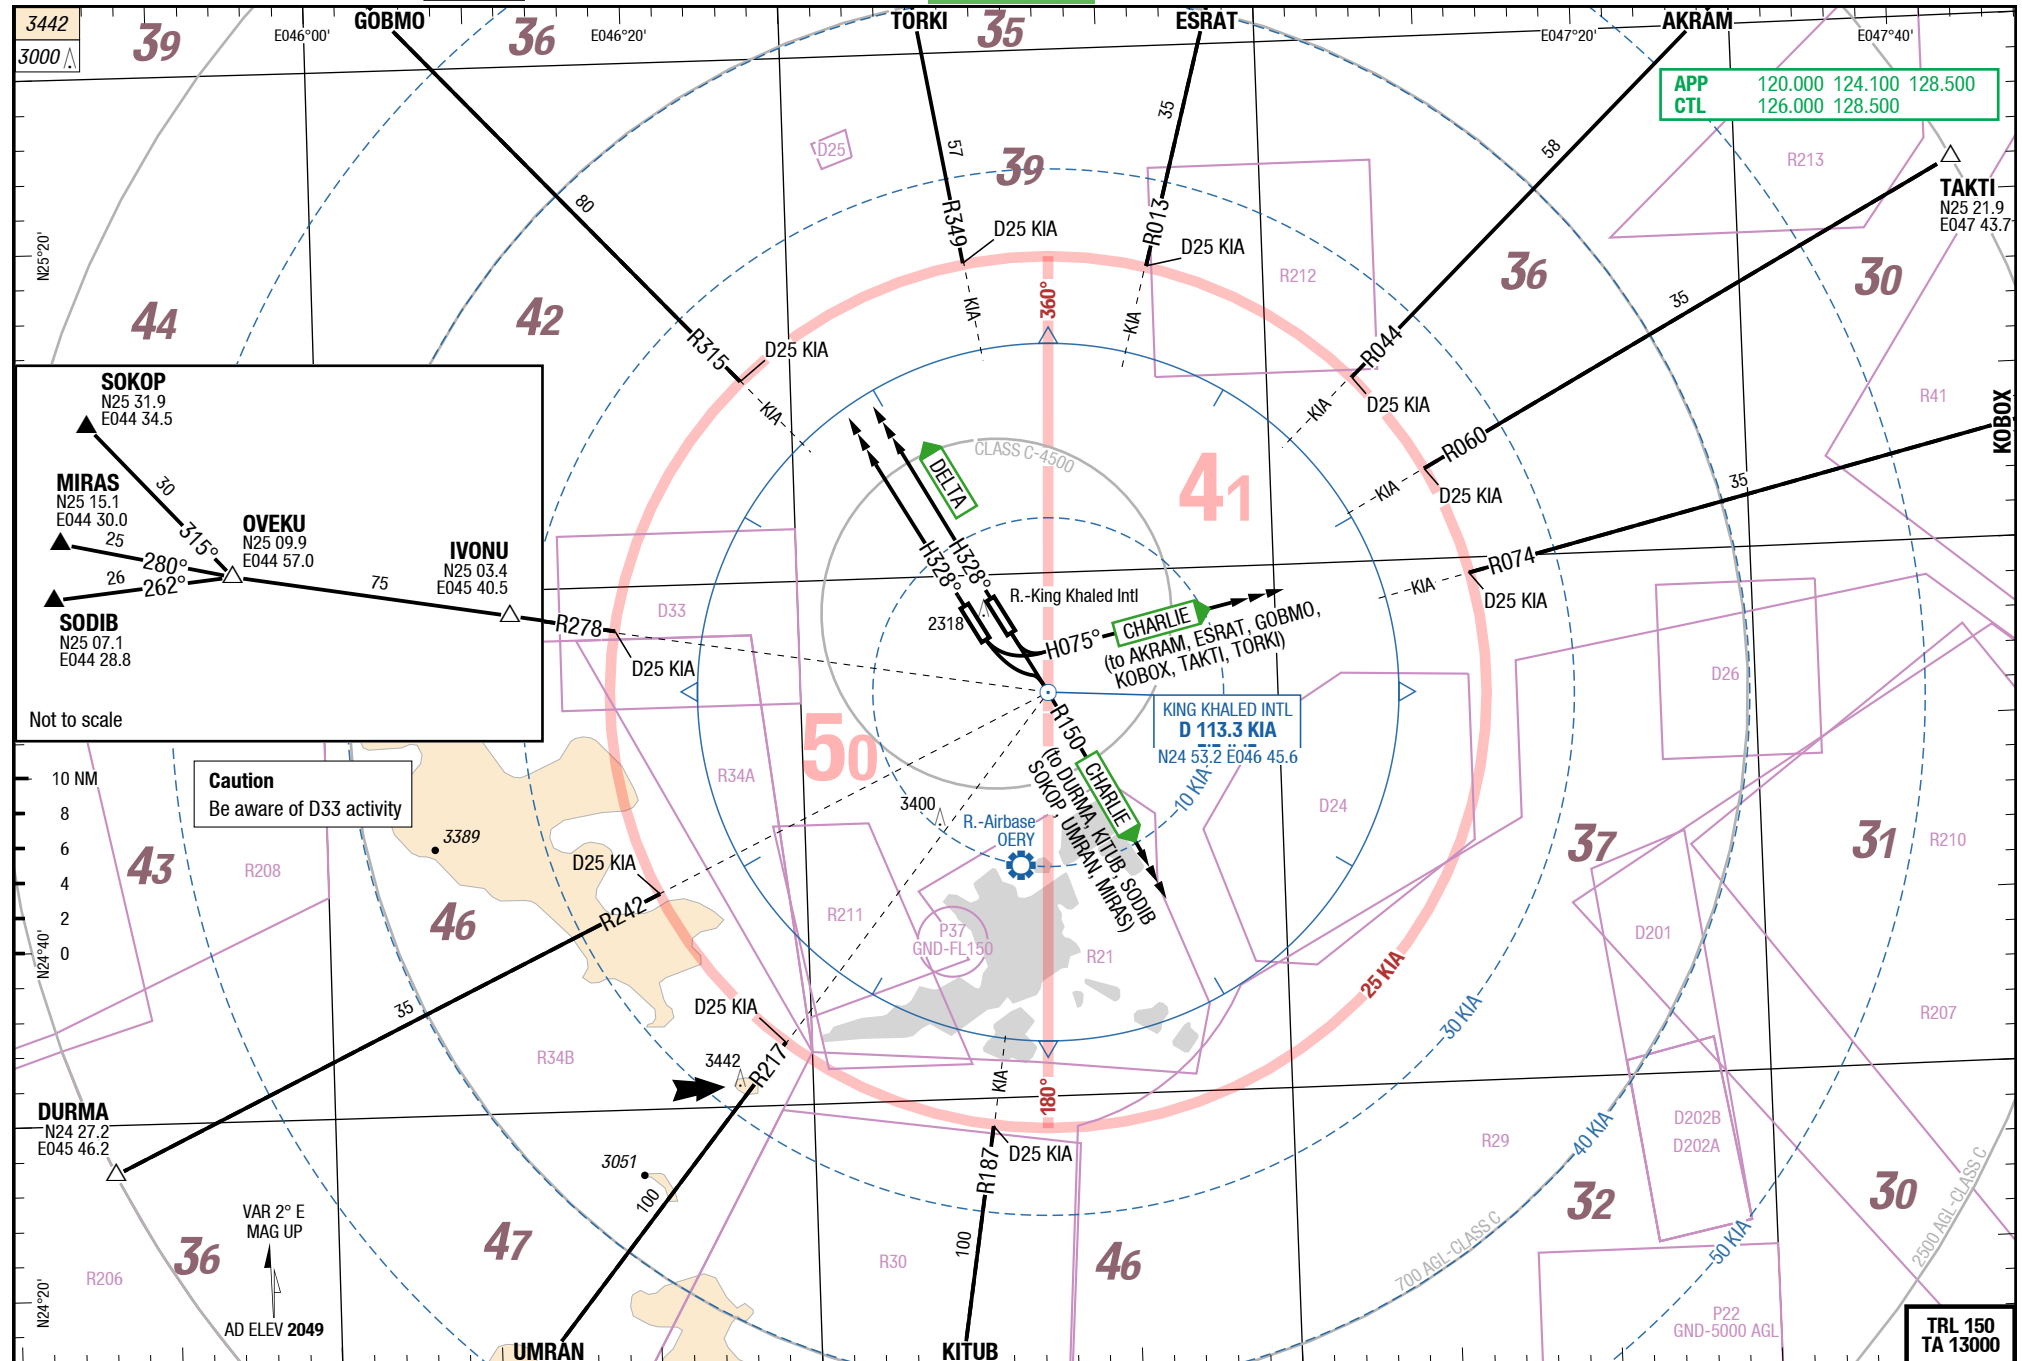 3442
3000
39
E046°00'
GOBMO
36
E046°20'
TORKI
35
ESRAT
E047°20'
AKRAM
E047°40'
APP 120.000 124.100 128.500
CTL 126.000 128.500
D25
57
35
58
39
R213
TAKTI
N25 21.9
E047 43.7
80
R349
D25 KIA
R013
D25 KIA
R212
36
30
N25°20'
44
42
KIA
KIA
360°
35
R315
D25 KIA
R044
D25 KIA
KIA
KIA
R41
KOBOX
SOKOP
N25 31.9
E044 34.5
30
315°
MIRAS
N25 15.1
E044 30.0
25
280°
26
262°
SODIB
N25 07.1
E044 28.8
OVEKU
N25 09.9
E044 57.0
75
IVONU
N25 03.4
E045 40.5
R278
D25 KIA
Not to scale
DELTA
CLASS C-4500
41
R060
KIA
D25 KIA
35
R074
KIA
D25 KIA
H328°
H328°
D33
2318
R.-King Khaled Intl
H075°
CHARLIE
(to AKRAM, ESRAT, GOBMO,
KOBOX, TAKTI, TORKI)
D26
KING KHALED INTL
D 113.3 KIA
N24 53.2 E046 45.6
R150
CHARLIE
(to DURMA, KITUB, SODIB
SOKOP, UMRAN, MIRAS)
50
R34A
10 KIA
D24
10 NM
8
6
4
2
0
Caution
Be aware of D33 activity
3389
43
R208
46
D25 KIA
R242
3400
R.-Airbase
OERY
R211
P37
GND-FL150
R21
37
31
R210
D201
R207
N24°40'
35
D25 KIA
R217
R34B
3442
KIA
180°
25 KIA
30 KIA
40 KIA
50 KIA
D202B
D202A
R29
DURMA
N24 27.2
E045 46.2
3051
100
R187
D25 KIA
100
VAR 2° E
MAG UP
36
R206
AD ELEV 2049
47
R30
46
32
30
700 AGL-CLASS C
2500 AGL-CLASS C
P22
GND-5000 AGL
N24°20'
UMRAN
KITUB
TRL 150
TA 13000